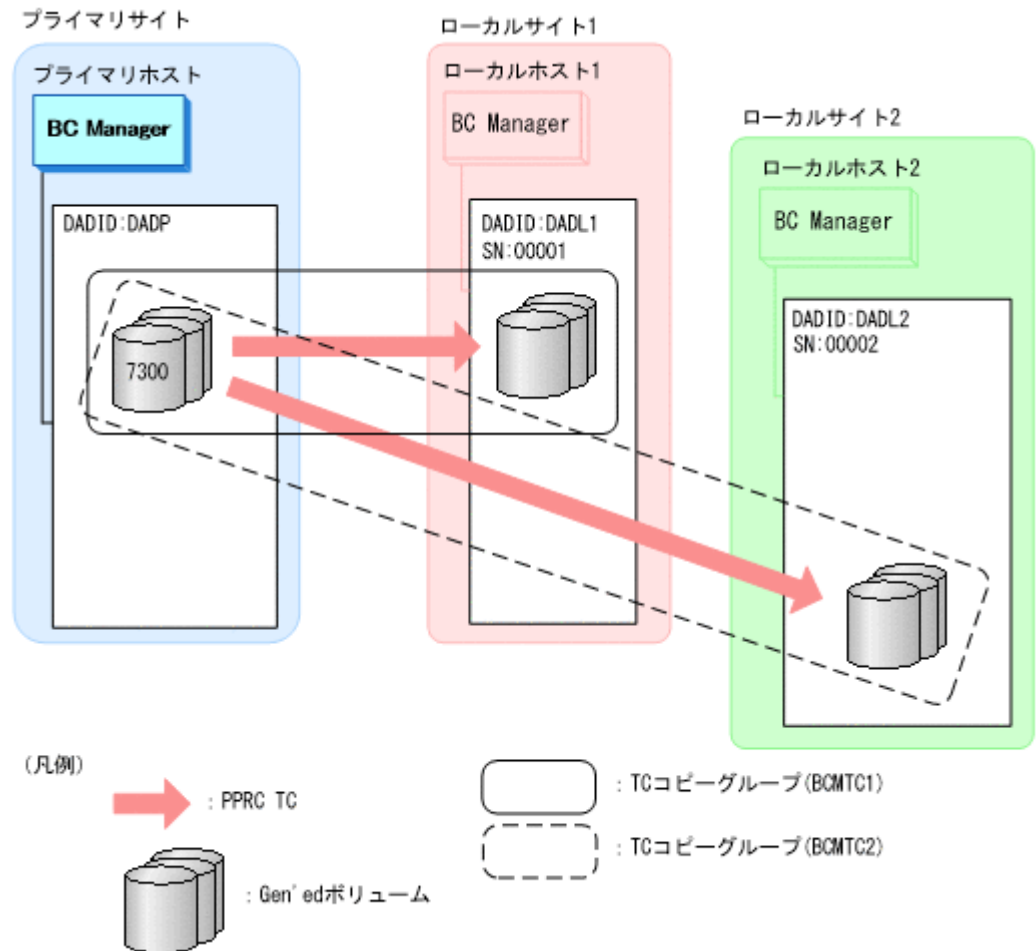 プライマリサイト
プライマリホスト
BC Manager
DADID:DADP
7300
ローカルサイト1
ローカルホスト1
BC Manager
DADID:DADL1
SN:00001
ローカルサイト2
ローカルホスト2
BC Manager
DADID:DADL2
SN:00002
(凡例)
: PPRC TC
: Gen'edボリューム
: TCコピーグループ(BCMTC1)
: TCコピーグループ(BCMTC2)